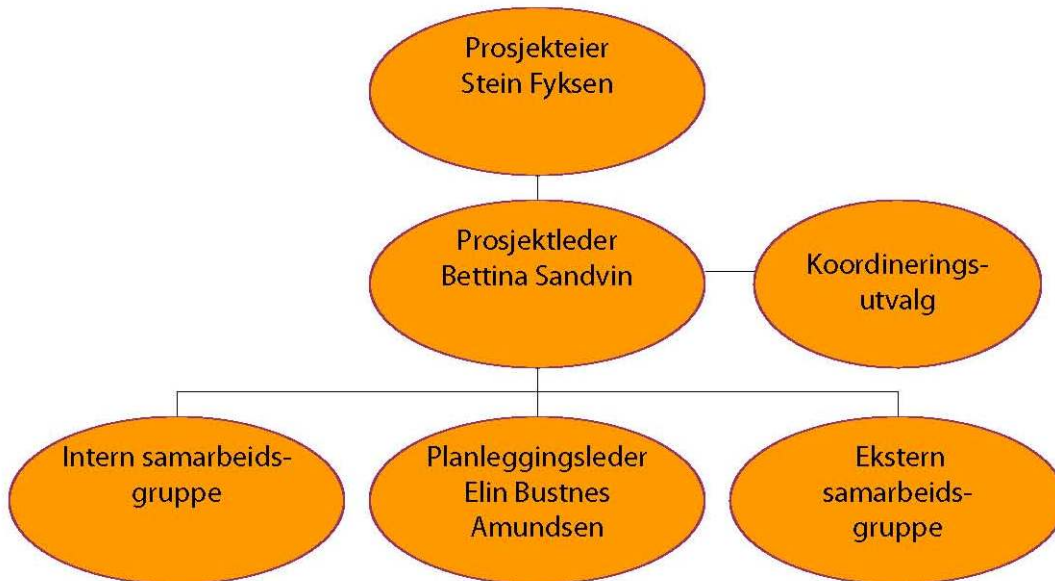 Prosjekteier
Stein Fyksen
Prosjektleder
Bettina Sandvin
Koordinerings-
utvalg
Intern samarbeids-
gruppe
Planleggingsleder
Elin Bustnes
Amundsen
Ekstern
samarbeids-
gruppe